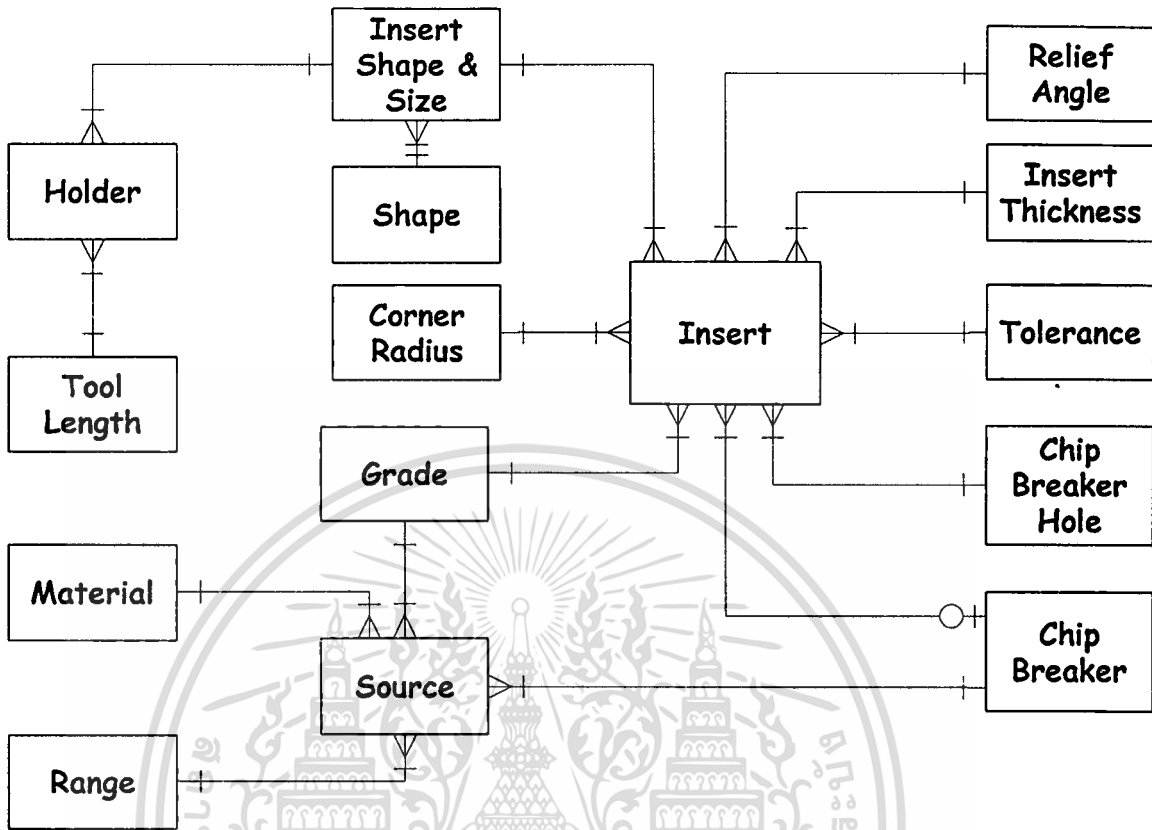 Insert
Shape &
Size
Relief
Angle
Holder
Shape
Insert
Thickness
Corner
Radius
Insert
Tolerance
Tool
Length
Grade
Chip
Breaker
Hole
Material
Source
Chip
Breaker
Range